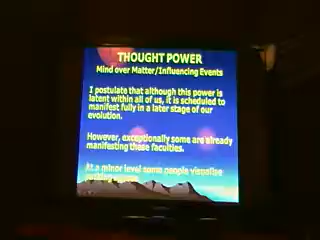 THOUGHT POWER
Mind over Matter/Influencing Events
I postulate that although this power is
latent within all of us, it is scheduled to
manifest fully in a later stage of our
evolution.
However, exceptionally some are already
manifesting these faculties.
At a minor level some people visualise